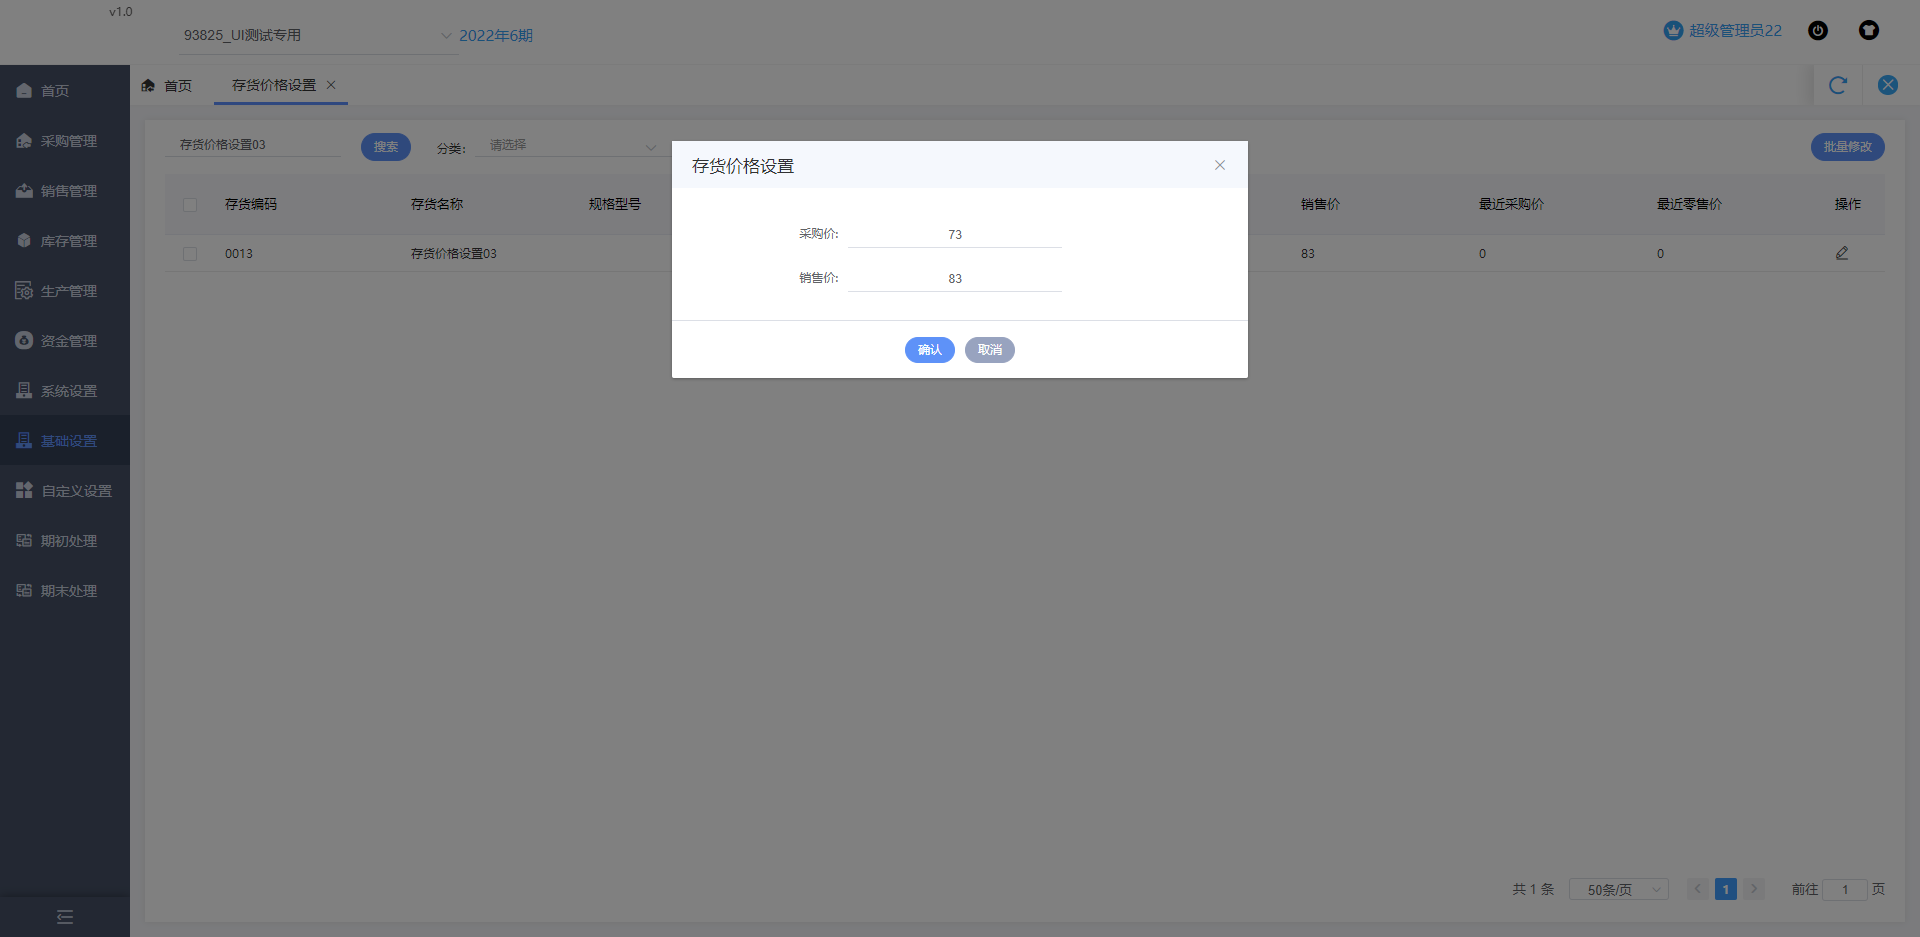 v1.0
93825_UI测试专用
2022年6期
超级管理员22
首页
采购管理
销售管理
库存管理
生产管理
资金管理
系统设置
基础设置
自定义设置
期初处理
期末处理
首页
存货价格设置
存货价格设置03
搜索
分类:
请选择
批量修改
存货编码
存货名称
规格型号
销售价
最近采购价
最近零售价
操作
0013
存货价格设置03
83
0
0
存货价格设置
采购价:
73
销售价:
83
确认
取消
共 1 条
50条/页
1
前往
1
页